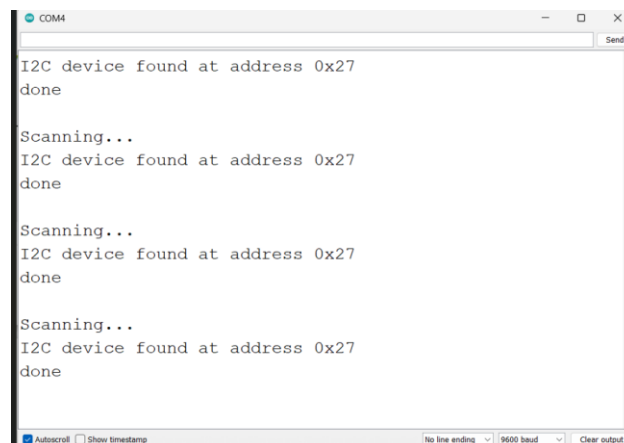 COM4
Send
I2C device found at address 0x27
done
Scanning...
I2C device found at address 0x27
done
Scanning...
I2C device found at address 0x27
done
Scanning...
I2C device found at address 0x27
done
Autoscroll Show timestamp No line ending 9600 baud Clear output